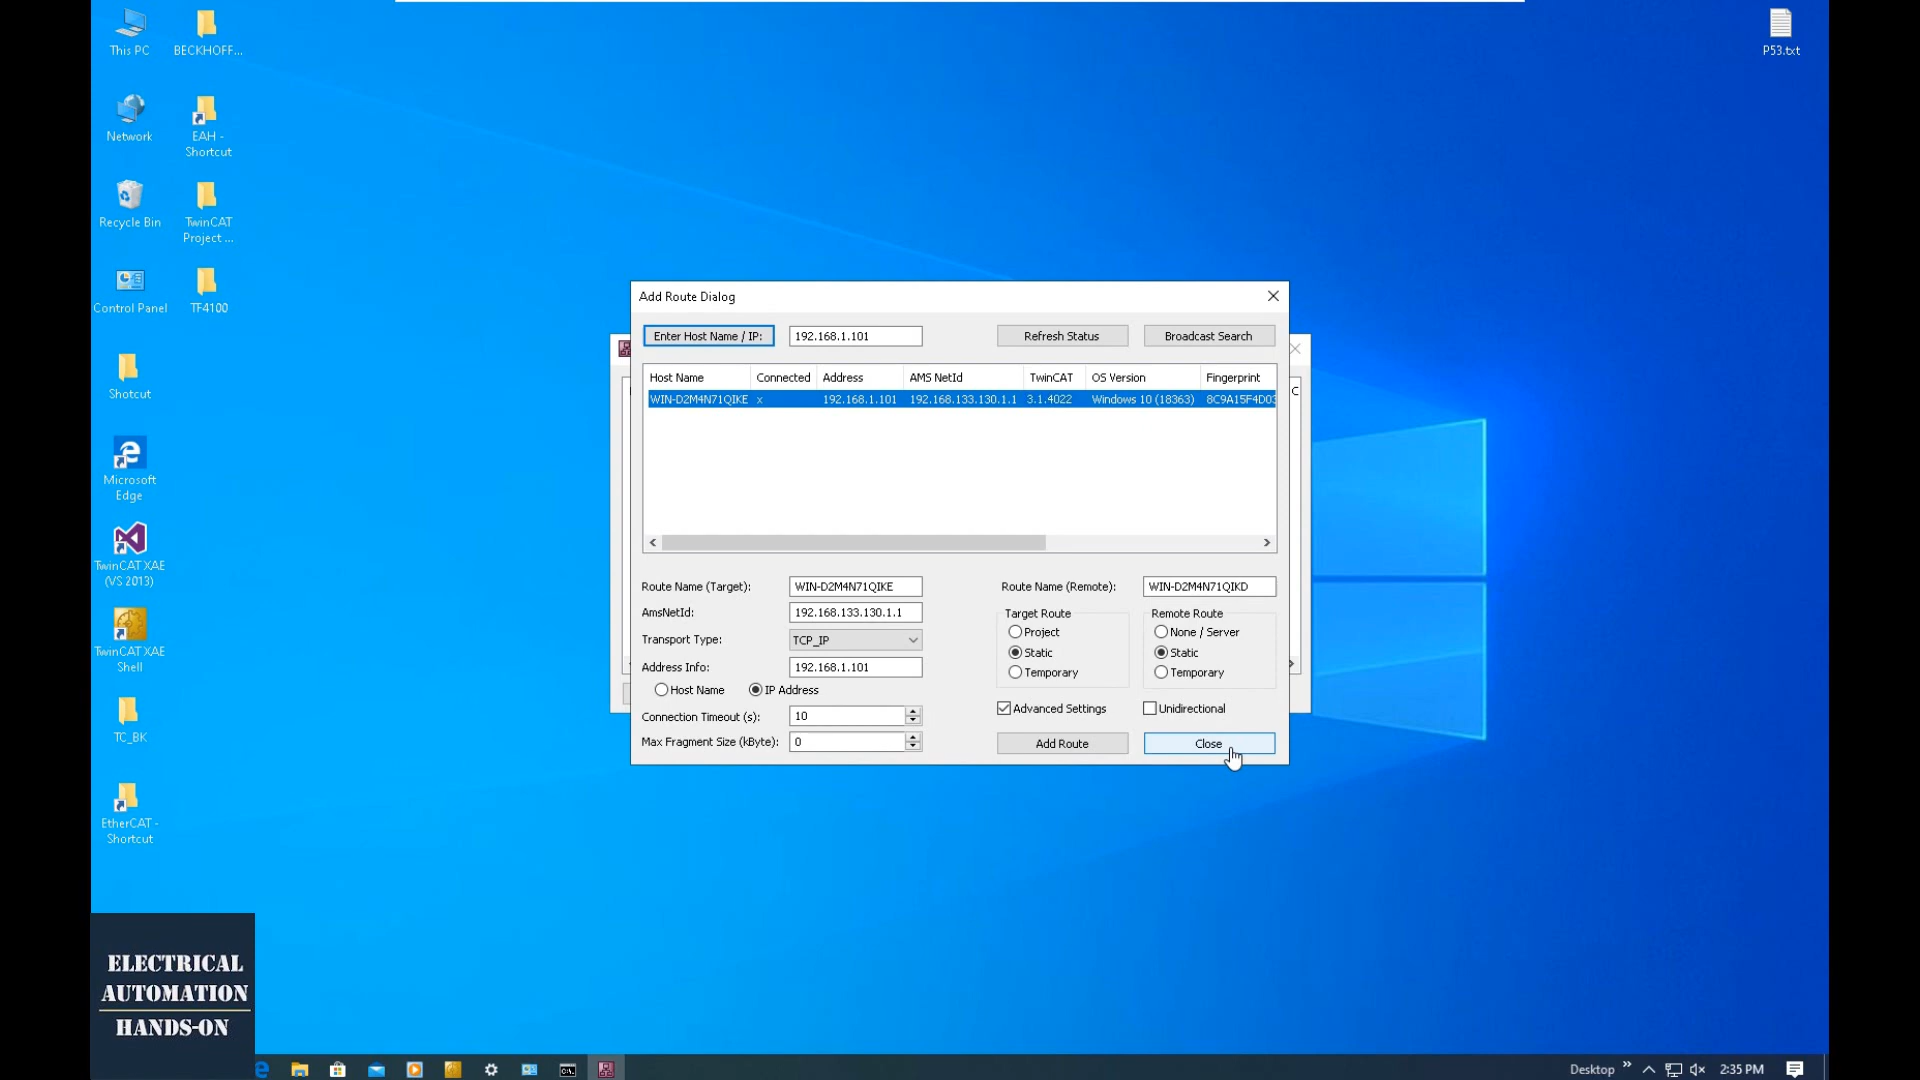 This PC
BECKHOFF...
P53.txt
Network
EAH -
Shortcut
Recycle Bin
TwinCAT
Project ...
Control Panel
TF4100
Shotcut
Microsoft
Edge
TwinCAT XAE
(VS 2013)
TwinCAT XAE
Shell
TC_BK
EtherCAT -
Shortcut
Add Route Dialog
Enter Host Name / IP:
192.168.1.101
Refresh Status
Broadcast Search
Host Name
Connected
Address
AMS NetId
TwinCAT
OS Version
Fingerprint
C
WIN-D2M4N71QIKE
x
192.168.1.101
192.168.133.130.1.1
3.1.4022
Windows 10 (18363)
8C9A15F4D03
Route Name (Target):
WIN-D2M4N71QIKE
AmsNetId:
192.168.133.130.1.1
Transport Type:
TCP_IP
Address Info:
192.168.1.101
Host Name
IP Address
Connection Timeout (s):
10
Max Fragment Size (kByte):
0
Route Name (Remote):
WIN-D2M4N71QIKD
Target Route
Project
Static
Temporary
Remote Route
None / Server
Static
Temporary
Advanced Settings
Unidirectional
Add Route
Close
ELECTRICAL
AUTOMATION
HANDS-ON
Desktop
2:35 PM